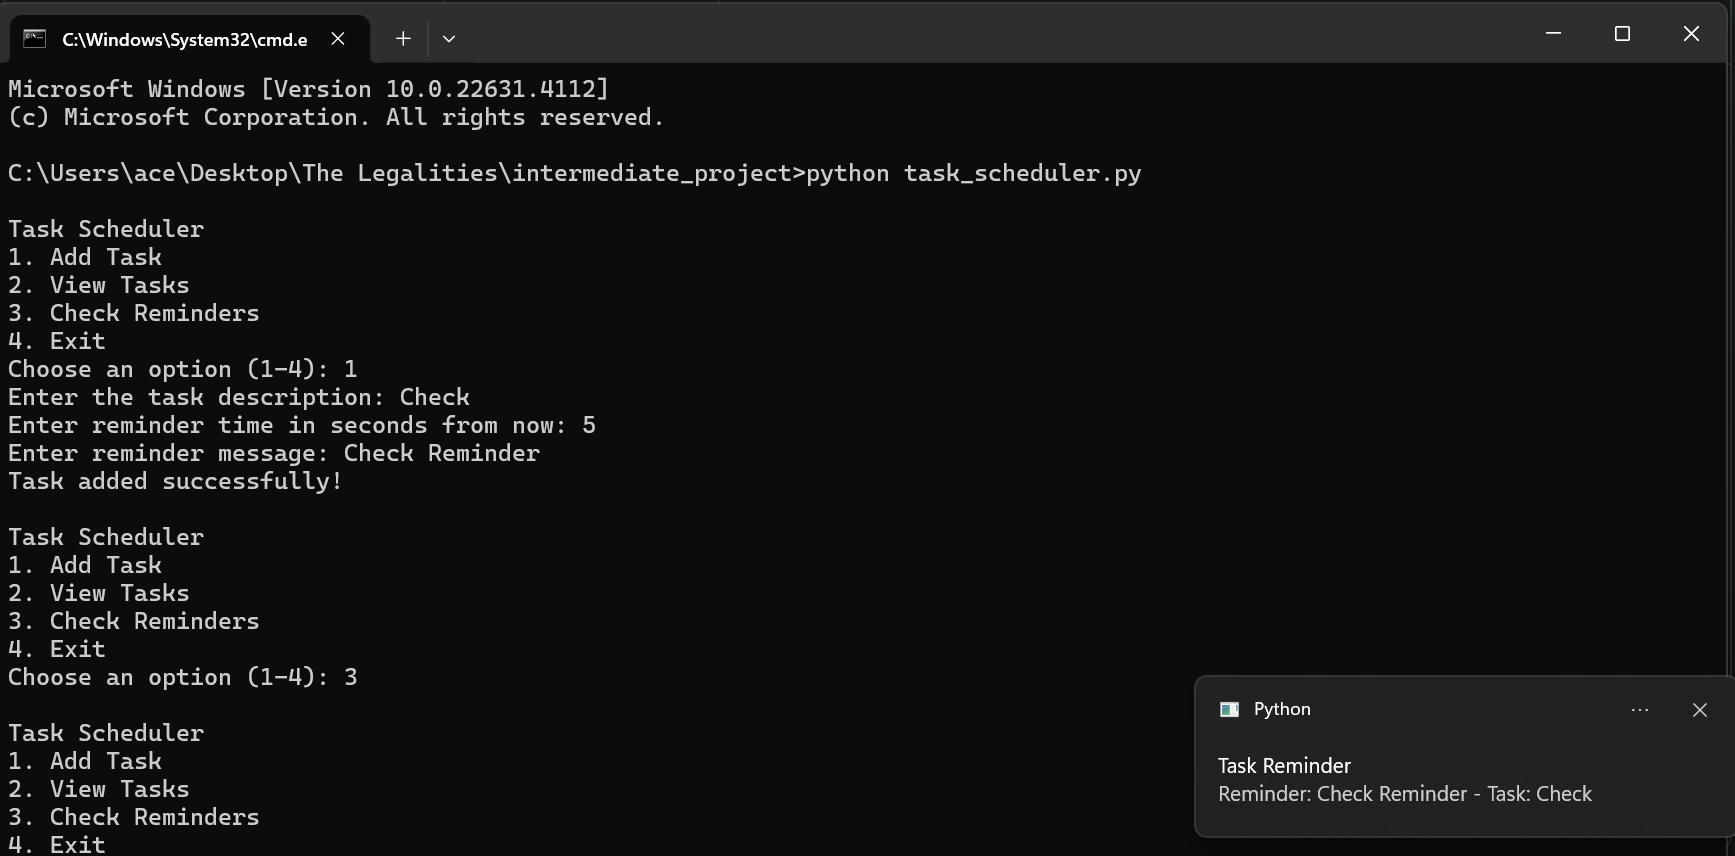 C:\Windows\System32\cmd.e
Microsoft Windows [Version 10.0.22631.4112]
(c) Microsoft Corporation. All rights reserved.
C:\Users\ace\Desktop\The Legalities\intermediate_project>python task_scheduler.py
Task Scheduler
1. Add Task
2. View Tasks
3. Check Reminders
4. Exit
Choose an option (1-4): 1
Enter the task description: Check
Enter reminder time in seconds from now: 5
Enter reminder message: Check Reminder
Task added successfully!
Task Scheduler
1. Add Task
2. View Tasks
3. Check Reminders
4. Exit
Choose an option (1-4): 3
Task Scheduler
1. Add Task
2. View Tasks
3. Check Reminders
4. Exit
Python
Task Reminder
Reminder: Check Reminder - Task: Check